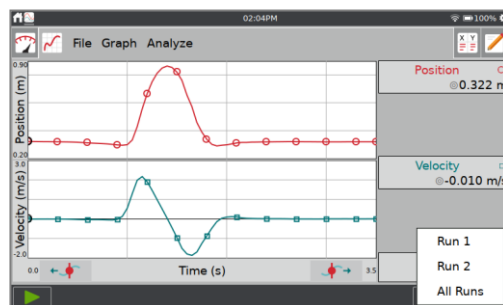 02:04PM
100%
File Graph Analyze
X Y
0.90
Position (m)
0.20
Position
0.322 m
3.0
Velocity (m/s)
-2.0
Velocity
-0.010 m/s
0.0
Time (s)
3.5
Run 1
Run 2
All Runs